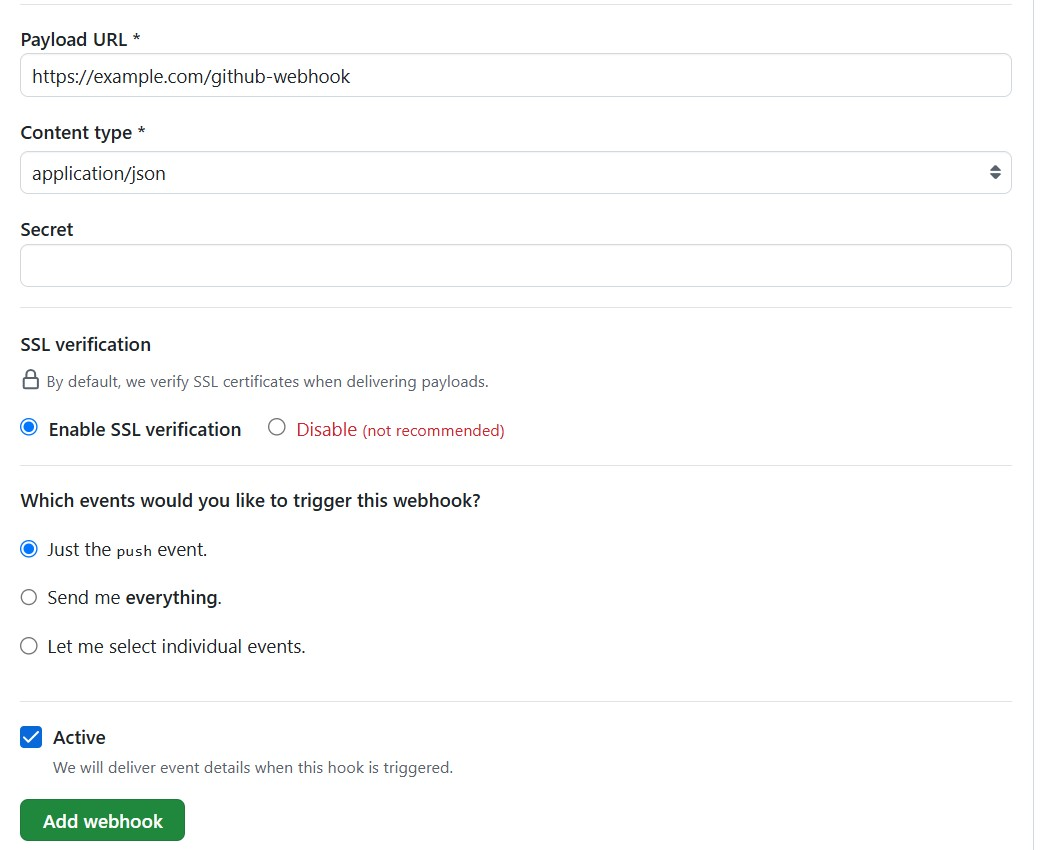 Payload URL *
https://example.com/github-webhook
Content type *
application/json
Secret
SSL verification
By default, we verify SSL certificates when delivering payloads.
Enable SSL verification Disable (not recommended)
Which events would you like to trigger this webhook?
Just the push event.
Send me everything.
Let me select individual events.
Active
We will deliver event details when this hook is triggered.
Add webhook